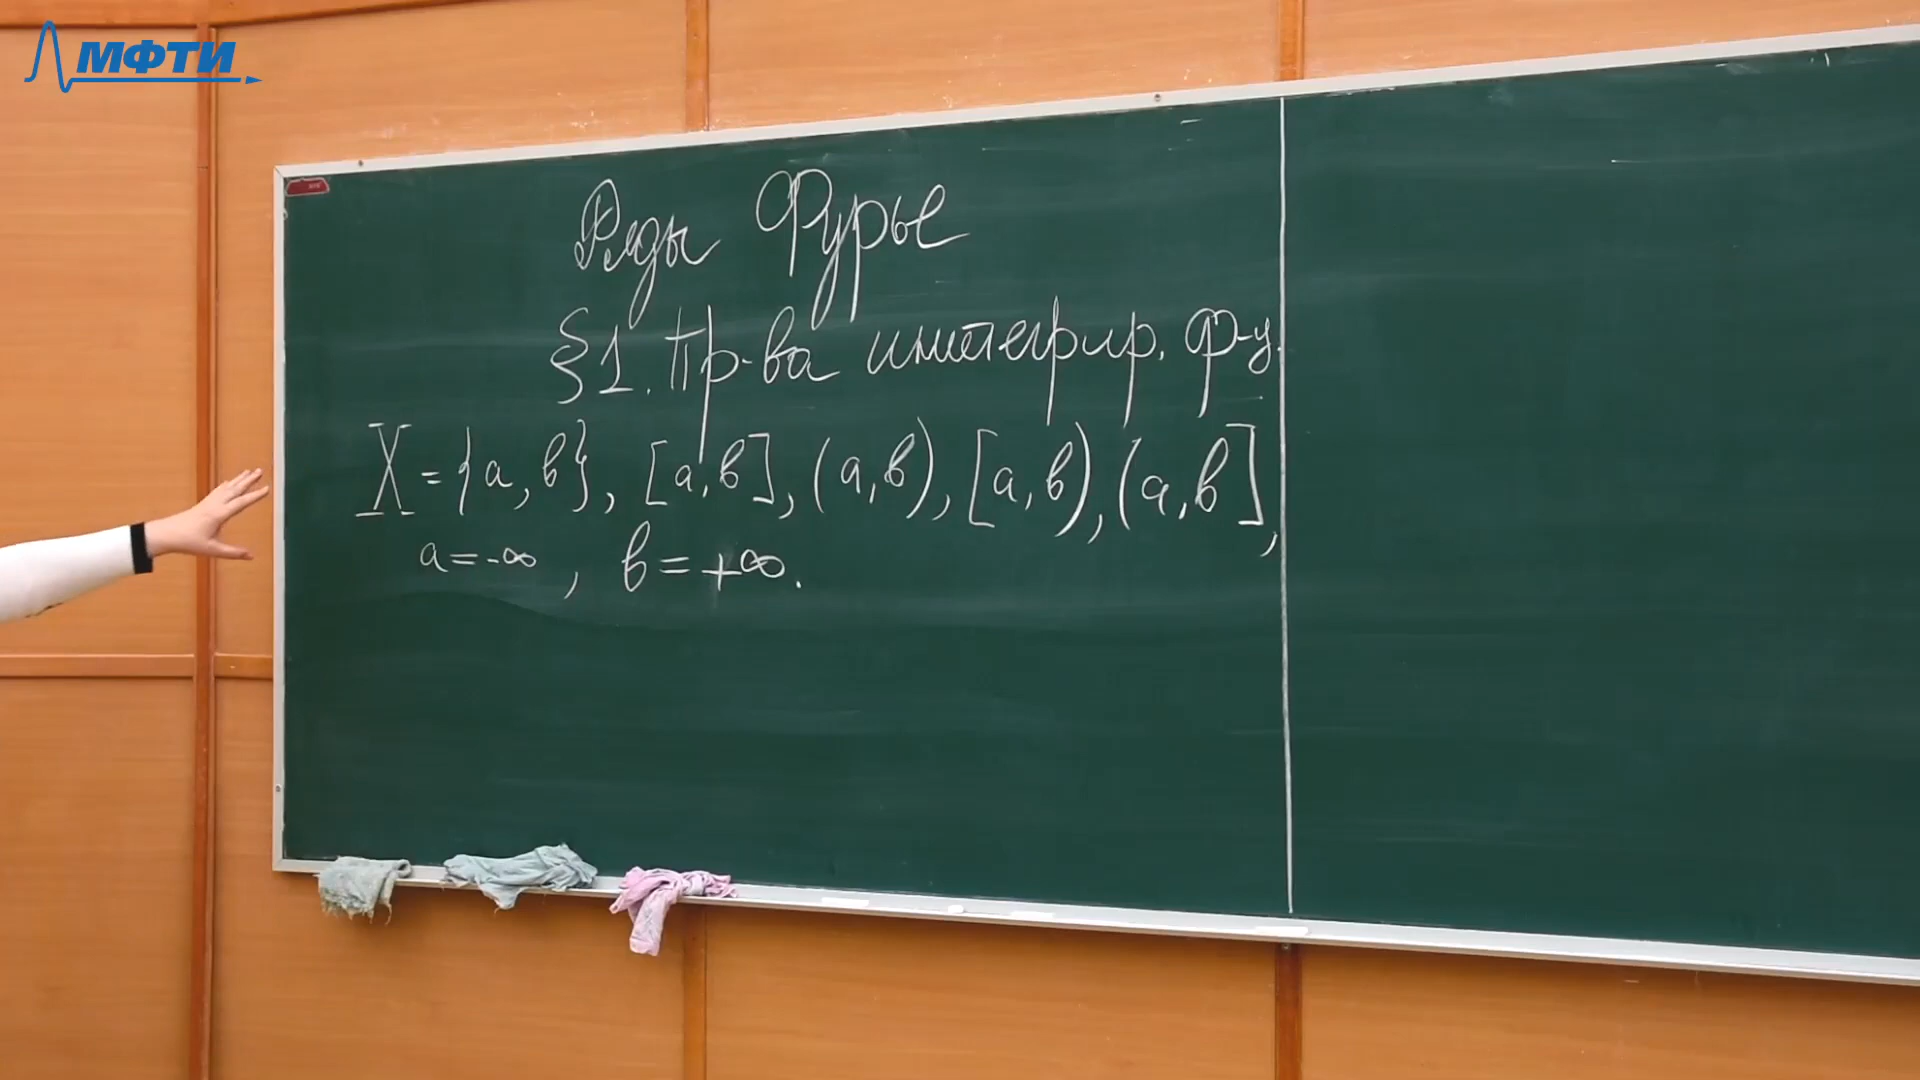 МФТИ
Ряды Фурье
§1. Пр-ва интегрир. ф-ц.
X = {a, b}, [a, b], (a, b), [a, b), (a, b],
a = -∞, b = +∞.